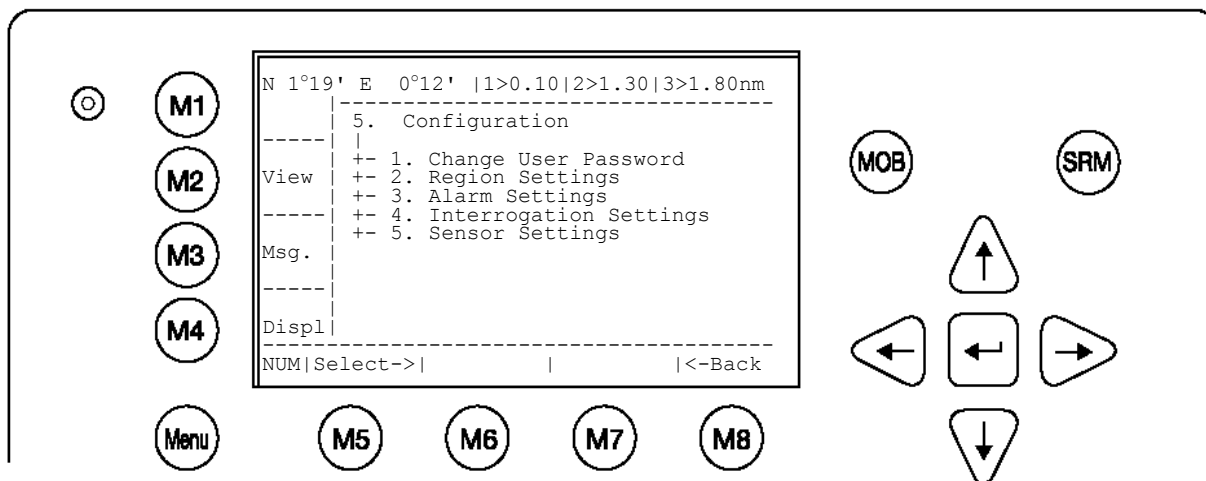 N 1°19' E 0°12' |1>0.10|2>1.30|3>1.80nm
5. Configuration
+- 1. Change User Password
View +- 2. Region Settings
+- 3. Alarm Settings
+- 4. Interrogation Settings
+- 5. Sensor Settings
Msg.
Displ
NUM|Select->| | |<-Back
M1
M2
M3
M4
Menu
M5 M6 M7 M8
MOB SRM